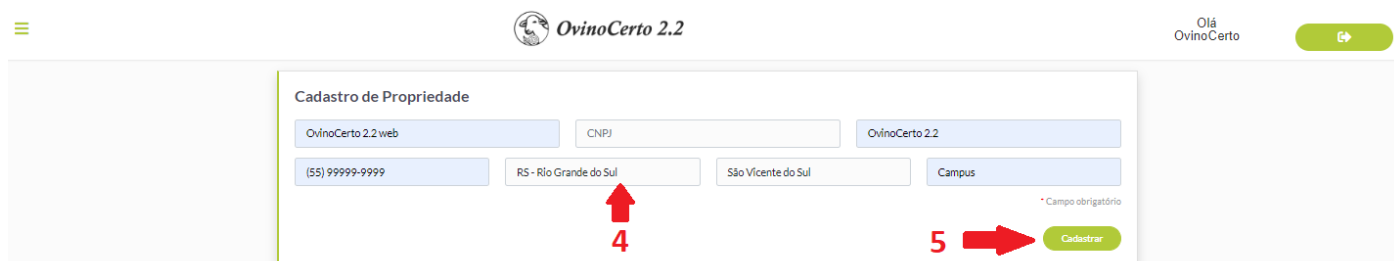 OvinoCerto 2.2
Olá
OvinoCerto
Cadastro de Propriedade
OvinoCerto 2.2 web
CNPJ
OvinoCerto 2.2
(55) 99999-9999
RS - Rio Grande do Sul
São Vicente do Sul
Campus
* Campo obrigatório
4
5
Cadastrar